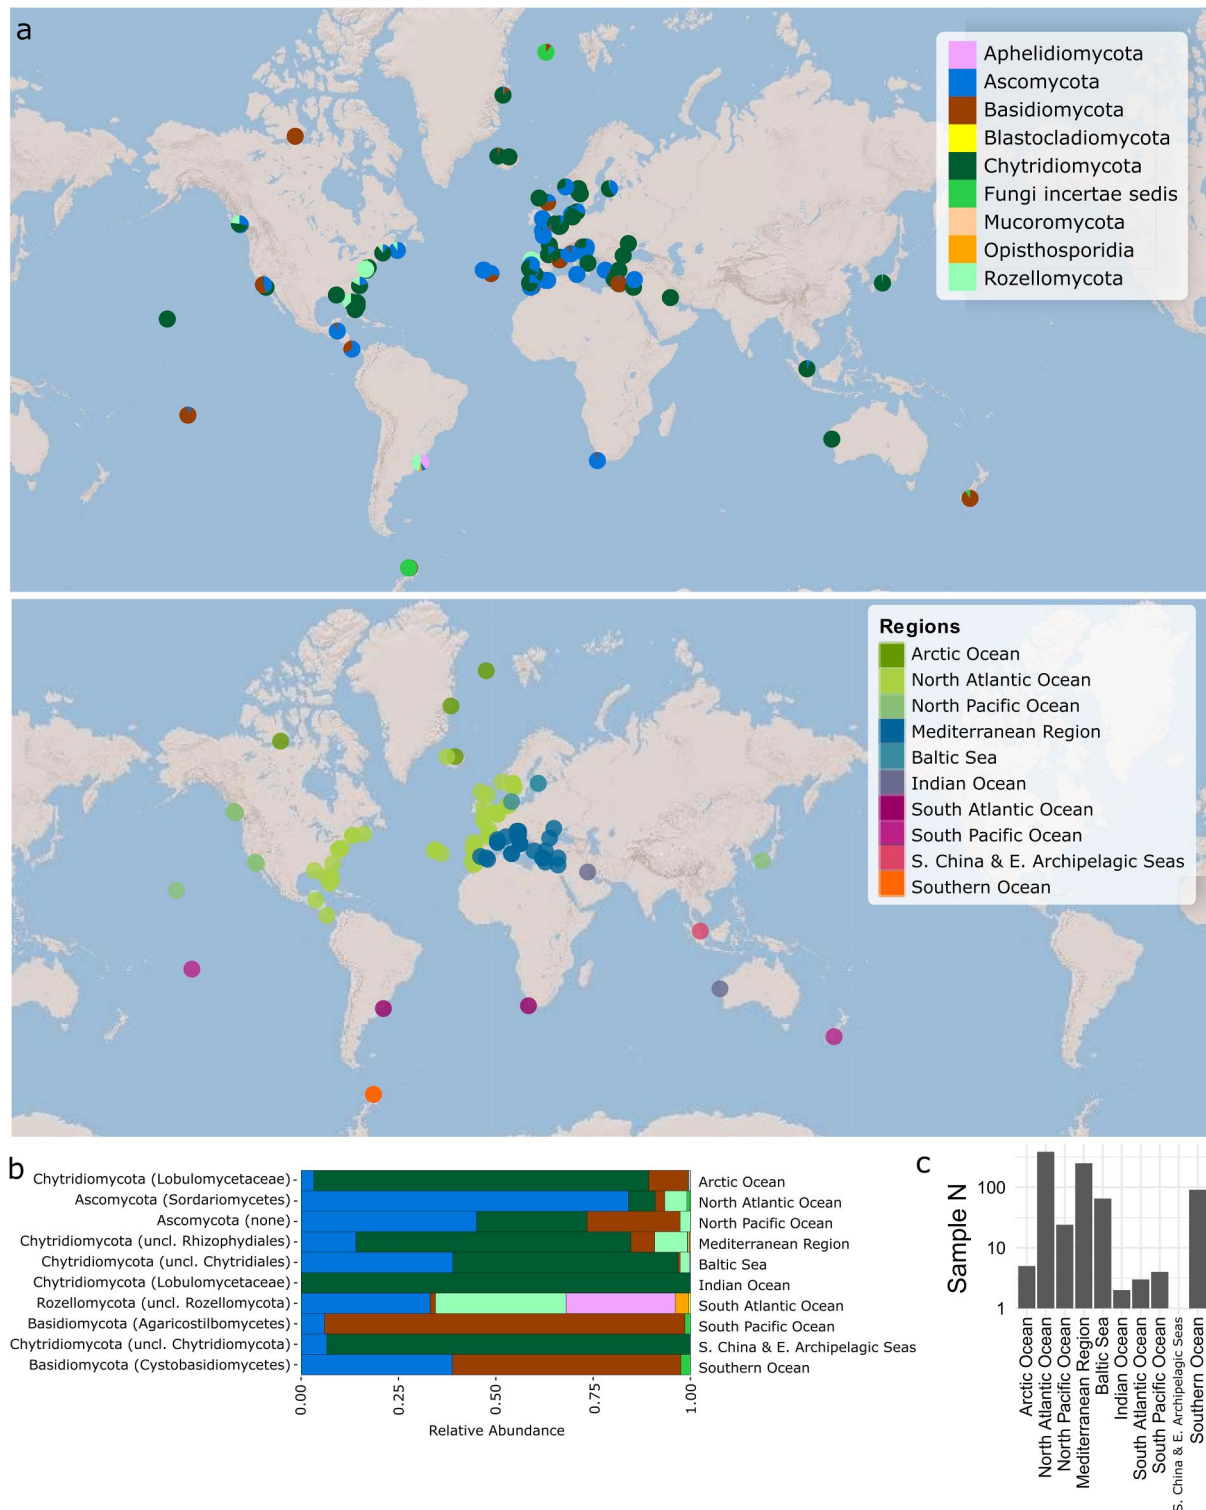 a
Aphelidiomycota
Ascomycota
Basidiomycota
Blastocladiomycota
Chytridiomycota
Fungi incertae sedis
Mucoromycota
Opisthosporidia
Rozellomycota
Regions
Arctic Ocean
North Atlantic Ocean
North Pacific Ocean
Mediterranean Region
Baltic Sea
Indian Ocean
South Atlantic Ocean
South Pacific Ocean
S. China & E. Archipelagic Seas
Southern Ocean
b
Chytridiomycota (Lobulomycetaceae) Arctic Ocean
Ascomycota (Sordariomycetes) North Atlantic Ocean
Ascomycota (none) North Pacific Ocean
Chytridiomycota (uncl. Rhizophydiales) Mediterranean Region
Chytridiomycota (uncl. Chytridiales) Baltic Sea
Chytridiomycota (Lobulomycetaceae) Indian Ocean
Rozellomycota (uncl. Rozellomycota) South Atlantic Ocean
Basidiomycota (Agaricostilbomycetes) South Pacific Ocean
Chytridiomycota (uncl. Chytridiomycota) S. China & E. Archipelagic Seas
Basidiomycota (Cystobasidiomycetes) Southern Ocean
0.00 0.25 0.50 0.75 1.00
Relative Abundance
c
Sample N
100
10
1
Arctic Ocean
North Atlantic Ocean
North Pacific Ocean
Mediterranean Region
Baltic Sea
Indian Ocean
South Atlantic Ocean
South Pacific Ocean
S. China & E. Archipelagic Seas
Southern Ocean